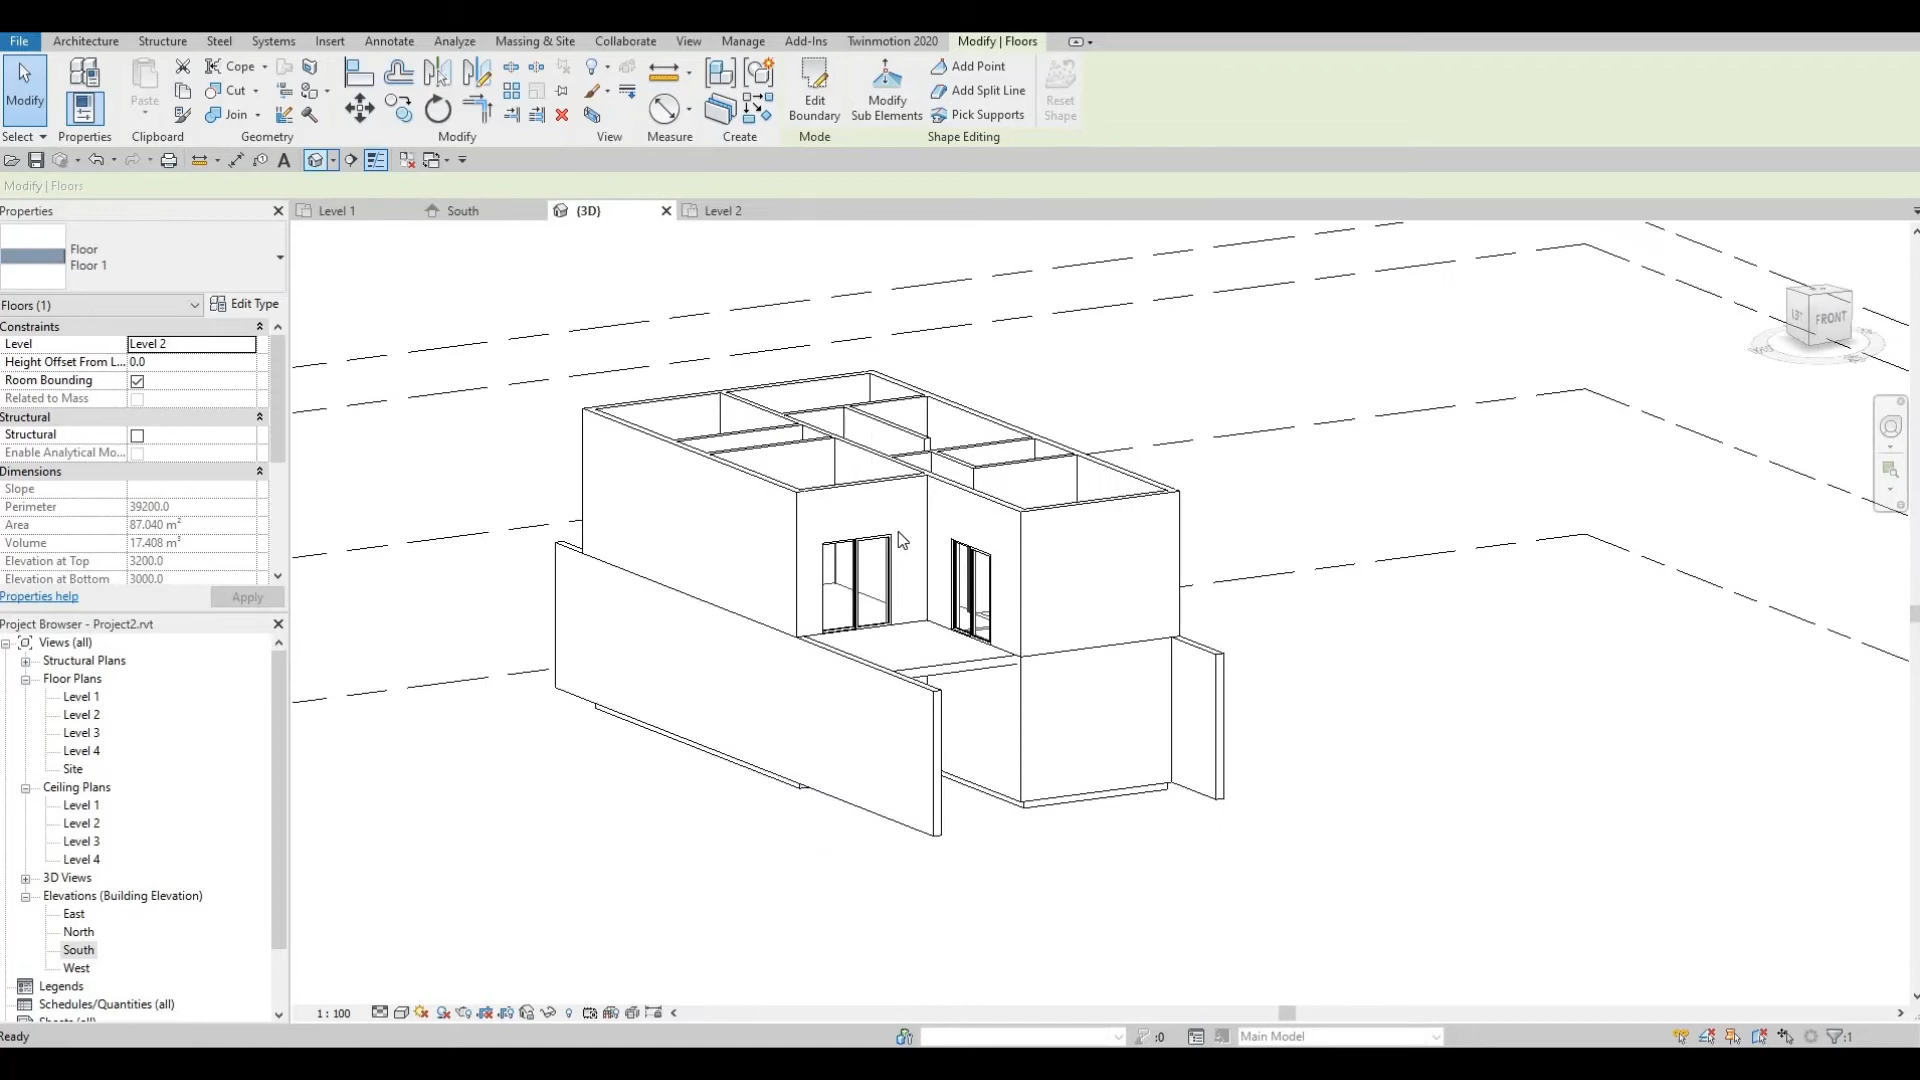 File Architecture Structure Steel Systems Insert Annotate Analyze Massing & Site Collaborate View Manage Add-Ins Twinmotion 2020 Modify | Floors
Cope Add Point
Modify Paste Cut Edit Boundary Modify Sub Elements Add Split Line Reset Shape
Join Pick Supports
Select Properties Clipboard Geometry Modify View Measure Create Mode Shape Editing
A
Modify | Floors
Properties Level 1 South (3D) Level 2
Floor
Floor 1
Floors (1) Edit Type
Constraints
Level Level 2
Height Offset From L... 0.0
Room Bounding
Related to Mass
Structural
Structural
Enable Analytical Mo...
Dimensions
Slope
Perimeter 39200.0
Area 87.040 m²
Volume 17.408 m³
Elevation at Top 3200.0
Elevation at Bottom 3000.0
Properties help Apply
Project Browser - Project2.rvt
Views (all)
Structural Plans
Floor Plans
Level 1
Level 2
Level 3
Level 4
Site
Ceiling Plans
Level 1
Level 2
Level 3
Level 4
3D Views
Elevations (Building Elevation)
East
North
South
West
Legends
Schedules/Quantities (all)
Sheets (all)
FRONT
1 : 100
Ready :0 Main Model :1